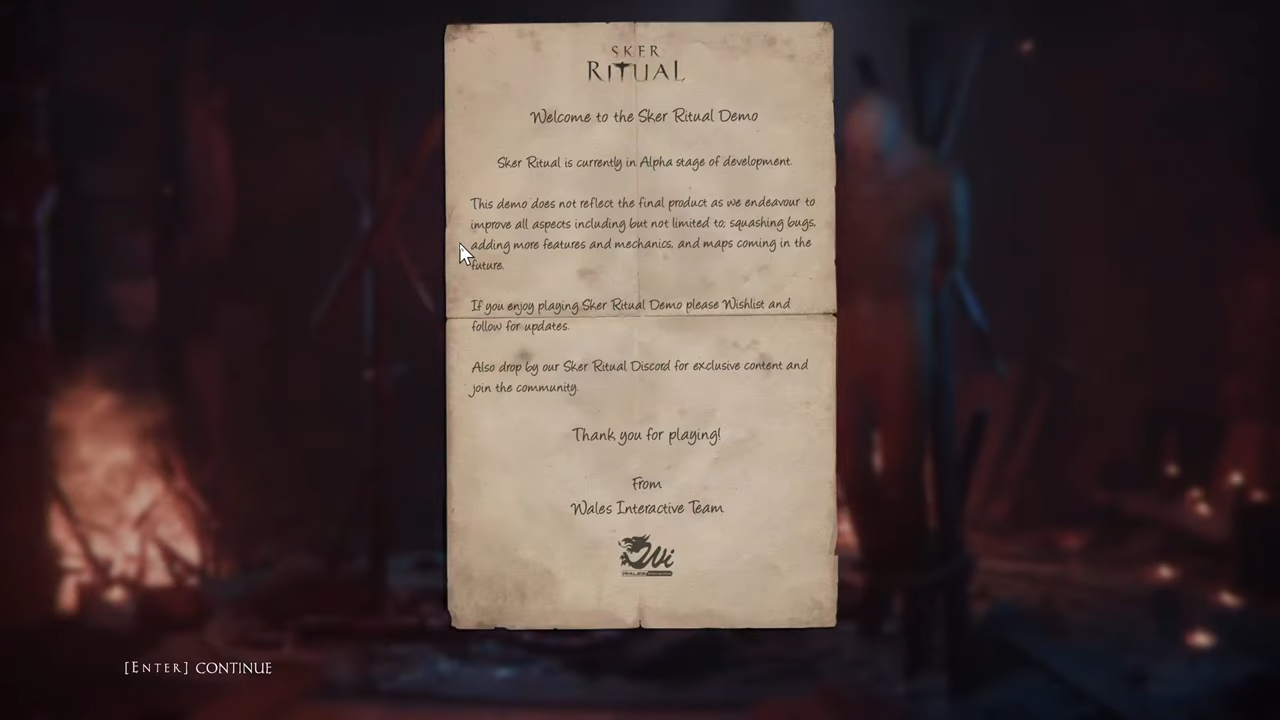 SKER
RITUAL
Welcome to the Sker Ritual Demo
Sker Ritual is currently in Alpha stage of development.
This demo does not reflect the final product as we endeavour to
improve all aspects including but not limited to; squashing bugs,
adding more features and mechanics, and maps coming in the
future.
If you enjoy playing Sker Ritual Demo please Wishlist and
follow for updates.
Also drop by our Sker Ritual Discord for exclusive content and
join the community.
Thank you for playing!
From
Wales Interactive Team
Wi
WALES
[ENTER] CONTINUE